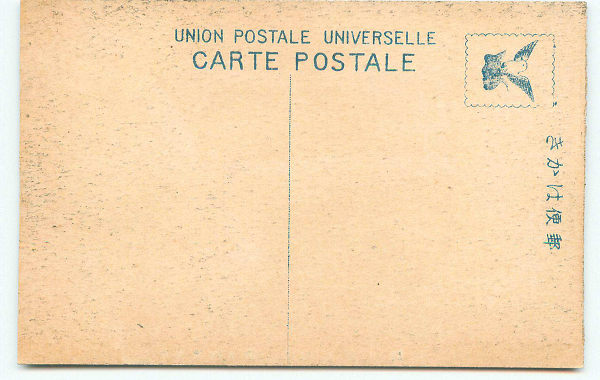 UNION POSTALE UNIVERSELLE
CARTE POSTALE
郵便はかき